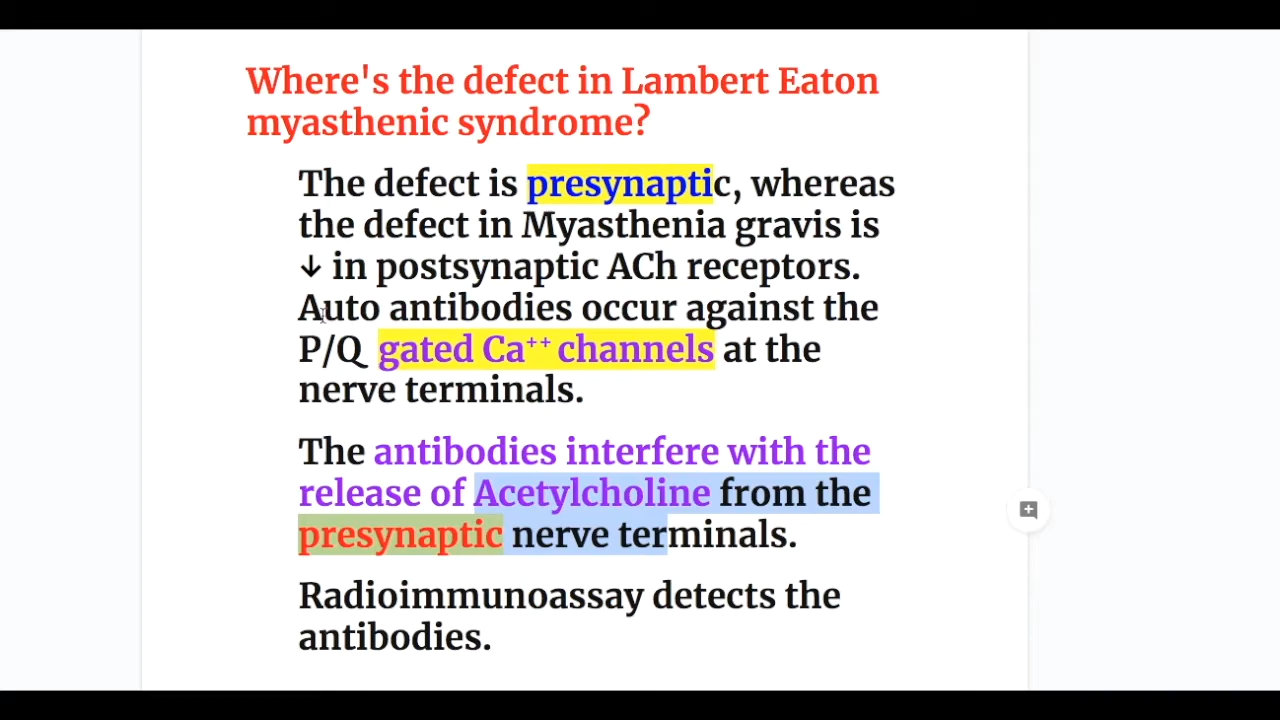 Where's the defect in Lambert Eaton
myasthenic syndrome?
The defect is presynaptic, whereas
the defect in Myasthenia gravis is
↓ in postsynaptic ACh receptors.
Auto antibodies occur against the
P/Q gated Ca⁺⁺ channels at the
nerve terminals.
The antibodies interfere with the
release of Acetylcholine from the
presynaptic nerve terminals.
Radioimmunoassay detects the
antibodies.